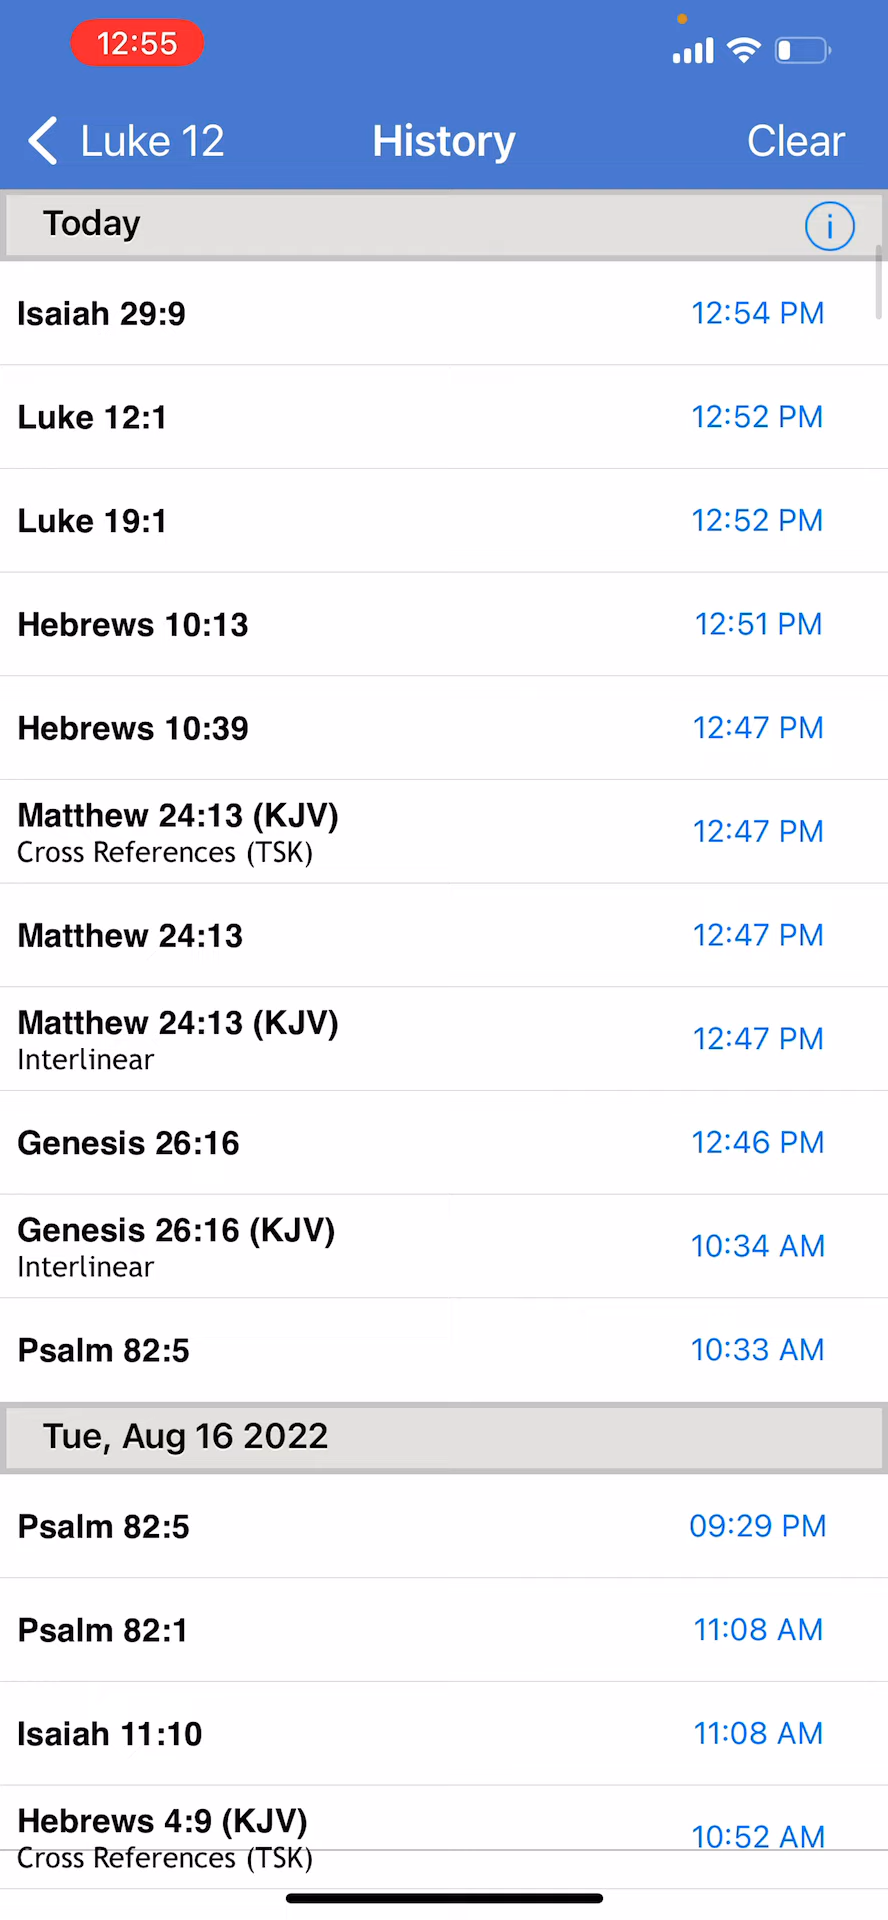 12:55
Luke 12
History
Clear
Today
Isaiah 29:9
12:54 PM
Luke 12:1
12:52 PM
Luke 19:1
12:52 PM
Hebrews 10:13
12:51 PM
Hebrews 10:39
12:47 PM
Matthew 24:13 (KJV)
Cross References (TSK)
12:47 PM
Matthew 24:13
12:47 PM
Matthew 24:13 (KJV)
Interlinear
12:47 PM
Genesis 26:16
12:46 PM
Genesis 26:16 (KJV)
Interlinear
10:34 AM
Psalm 82:5
10:33 AM
Tue, Aug 16 2022
Psalm 82:5
09:29 PM
Psalm 82:1
11:08 AM
Isaiah 11:10
11:08 AM
Hebrews 4:9 (KJV)
Cross References (TSK)
10:52 AM